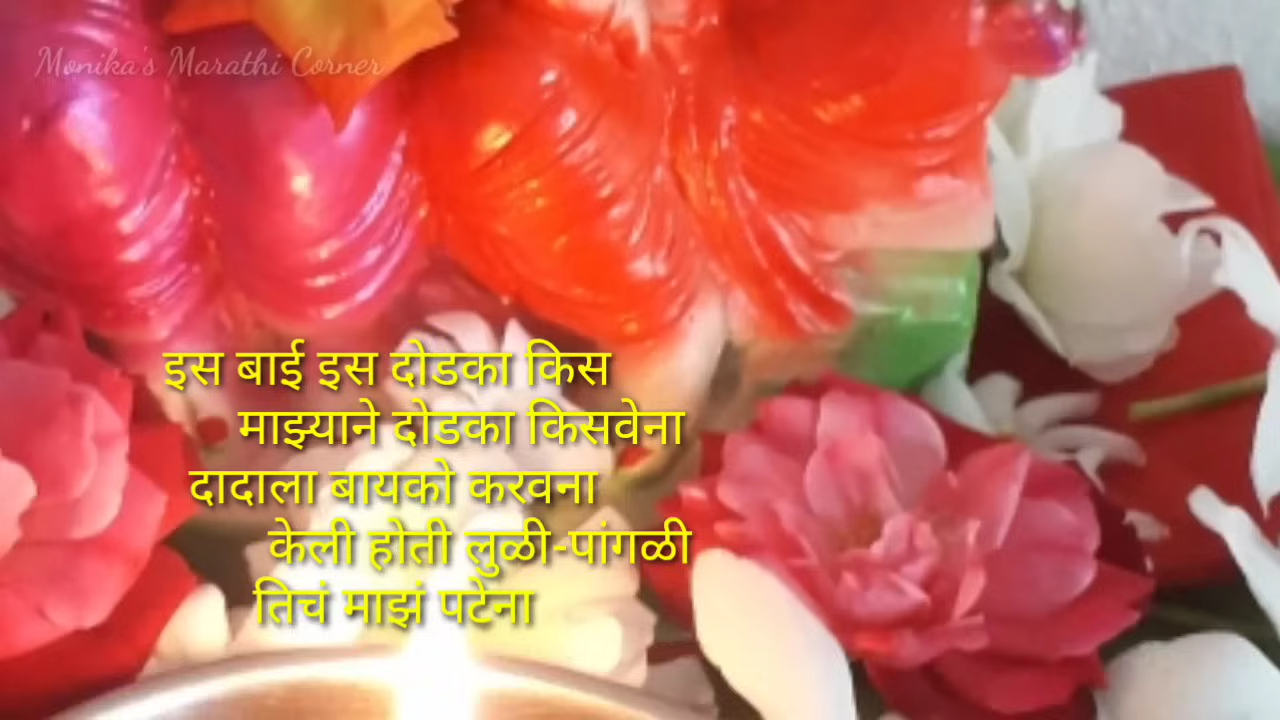 Monika's Marathi Corner
इस बाई इस दोडका किस
माझ्याने दोडका किसवेना
दादाला बायको करवना
केली होती लुळी-पांगळी
तिचं माझं पटेना